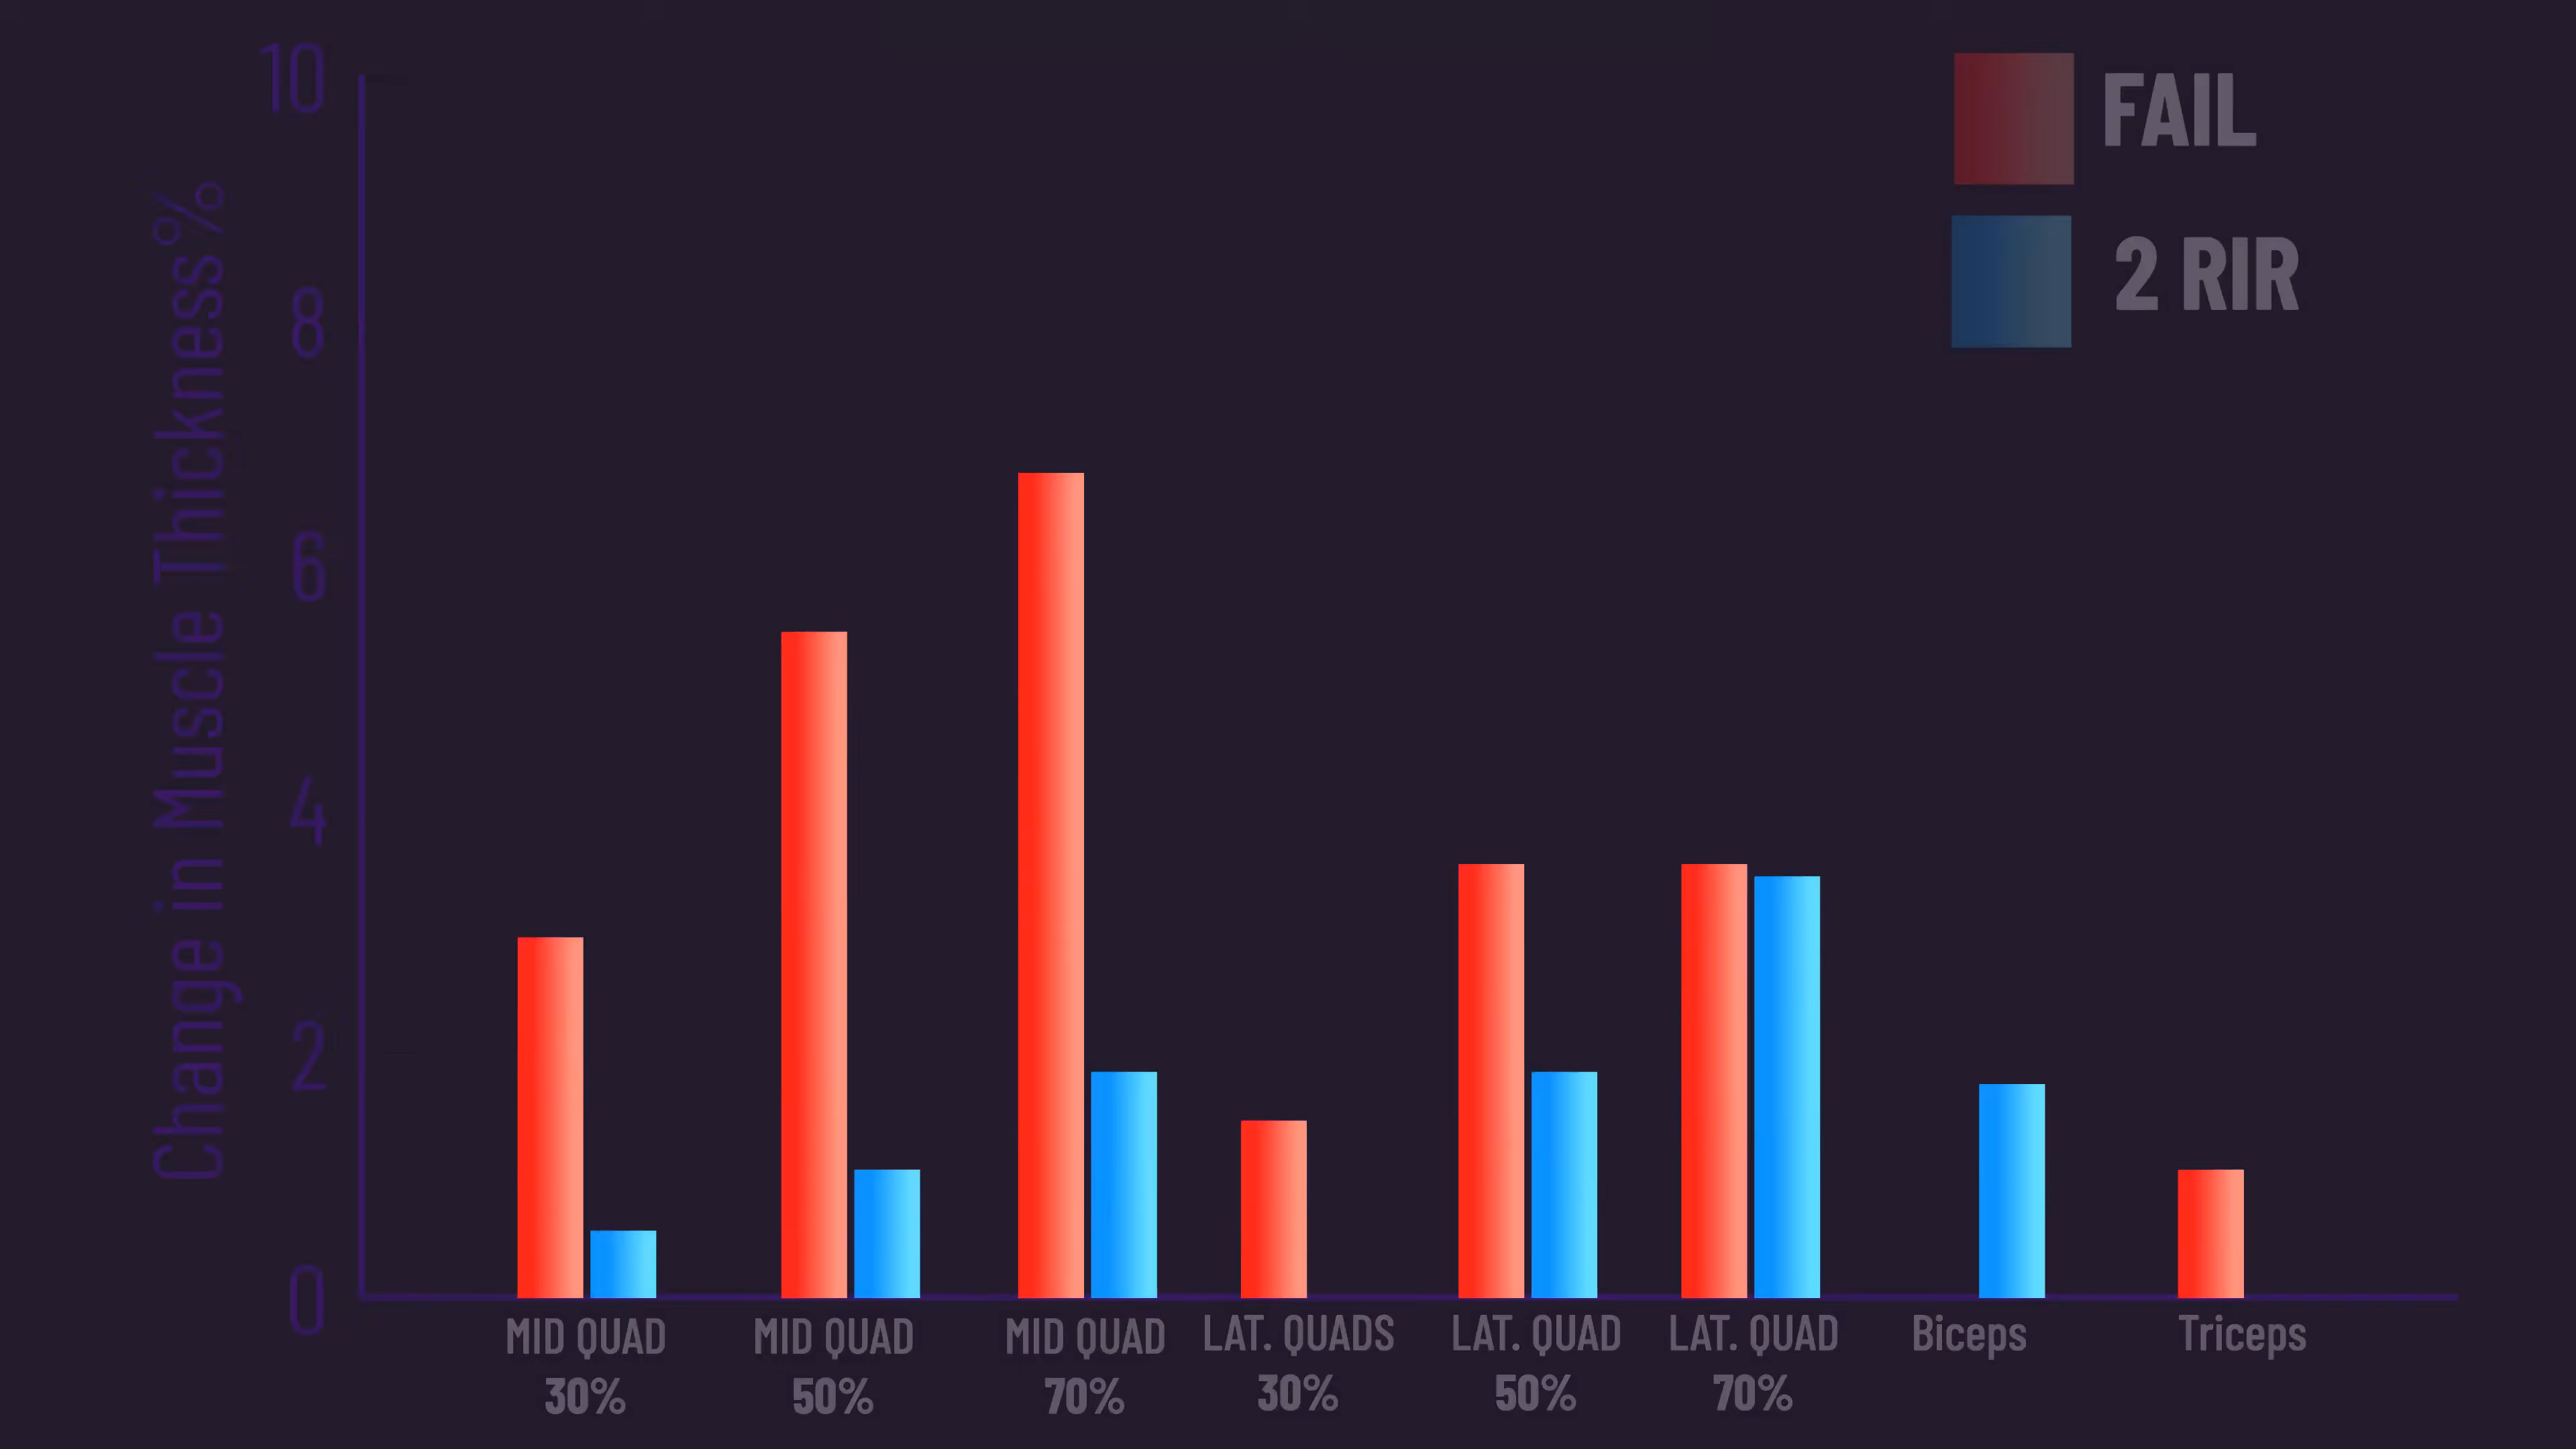 10
8
6
4
2
0
Change in Muscle Thickness%
FAIL
2 RIR
MID QUAD
30%
MID QUAD
50%
MID QUAD
70%
LAT. QUADS
30%
LAT. QUAD
50%
LAT. QUAD
70%
Biceps
Triceps